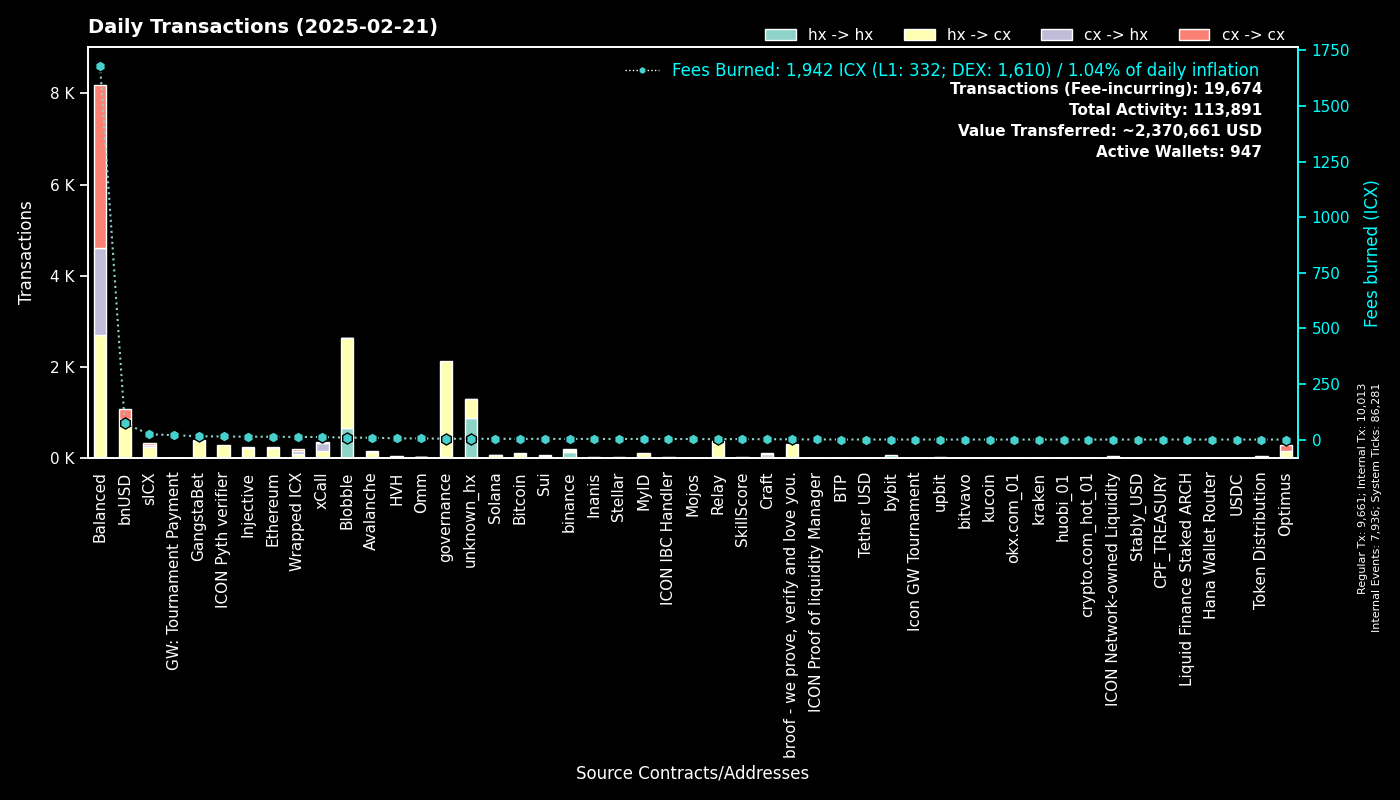 Daily Transactions (2025-02-21)
hx -> hx
hx -> cx
cx -> hx
cx -> cx
Fees Burned: 1,942 ICX (L1: 332; DEX: 1,610) / 1.04% of daily inflation
Transactions (Fee-incurring): 19,674
Total Activity: 113,891
Value Transferred: ~2,370,661 USD
Active Wallets: 947
Transactions
8 K
6 K
4 K
2 K
0 K
1750
1500
1250
1000
750
500
250
0
Fees burned (ICX)
Regular Tx: 9,661; Internal Tx: 10,013
Internal Events: 7,936; System Ticks: 86,281
Balanced
bnUSD
sICX
GW: Tournament Payment
GangstaBet
ICON Pyth verifier
Injective
Ethereum
Wrapped ICX
xCall
Blobble
Avalanche
HVH
Omm
governance
unknown_hx
Solana
Bitcoin
Sui
binance
Inanis
Stellar
MyID
ICON IBC Handler
Mojos
Relay
SkillScore
Craft
broof - we prove, verify and love you.
ICON Proof of liquidity Manager
BTP
Tether USD
bybit
Icon GW Tournament
upbit
bitvavo
kucoin
okx.com_01
kraken
huobi_01
crypto.com_hot_01
ICON Network-owned Liquidity
Stably_USD
CPF_TREASURY
Liquid Finance Staked ARCH
Hana Wallet Router
USDC
Token Distribution
Optimus
Source Contracts/Addresses